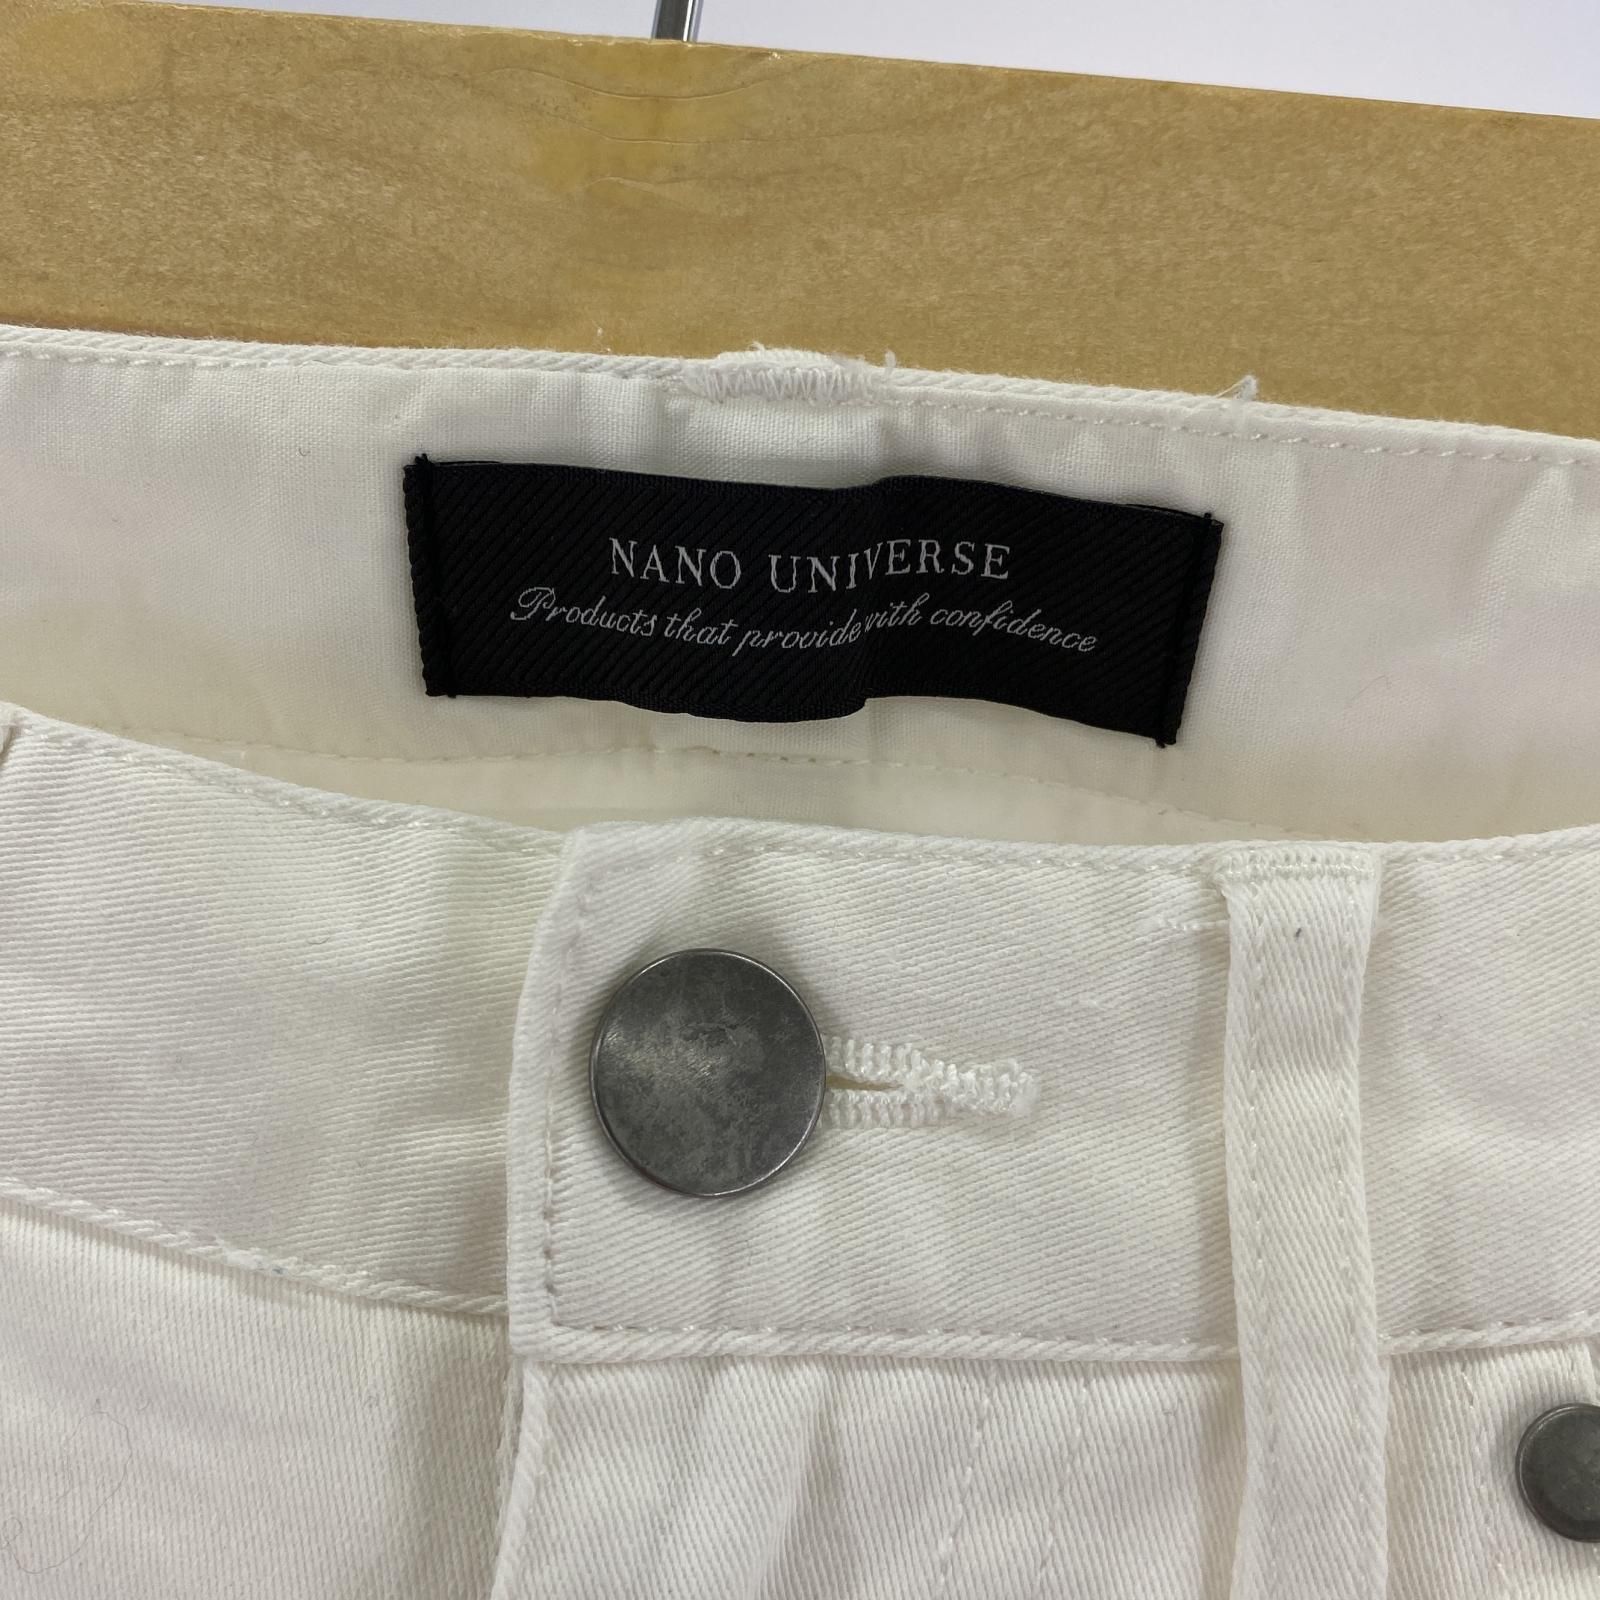 NANO UNIVERSE
Products that provide with confidence